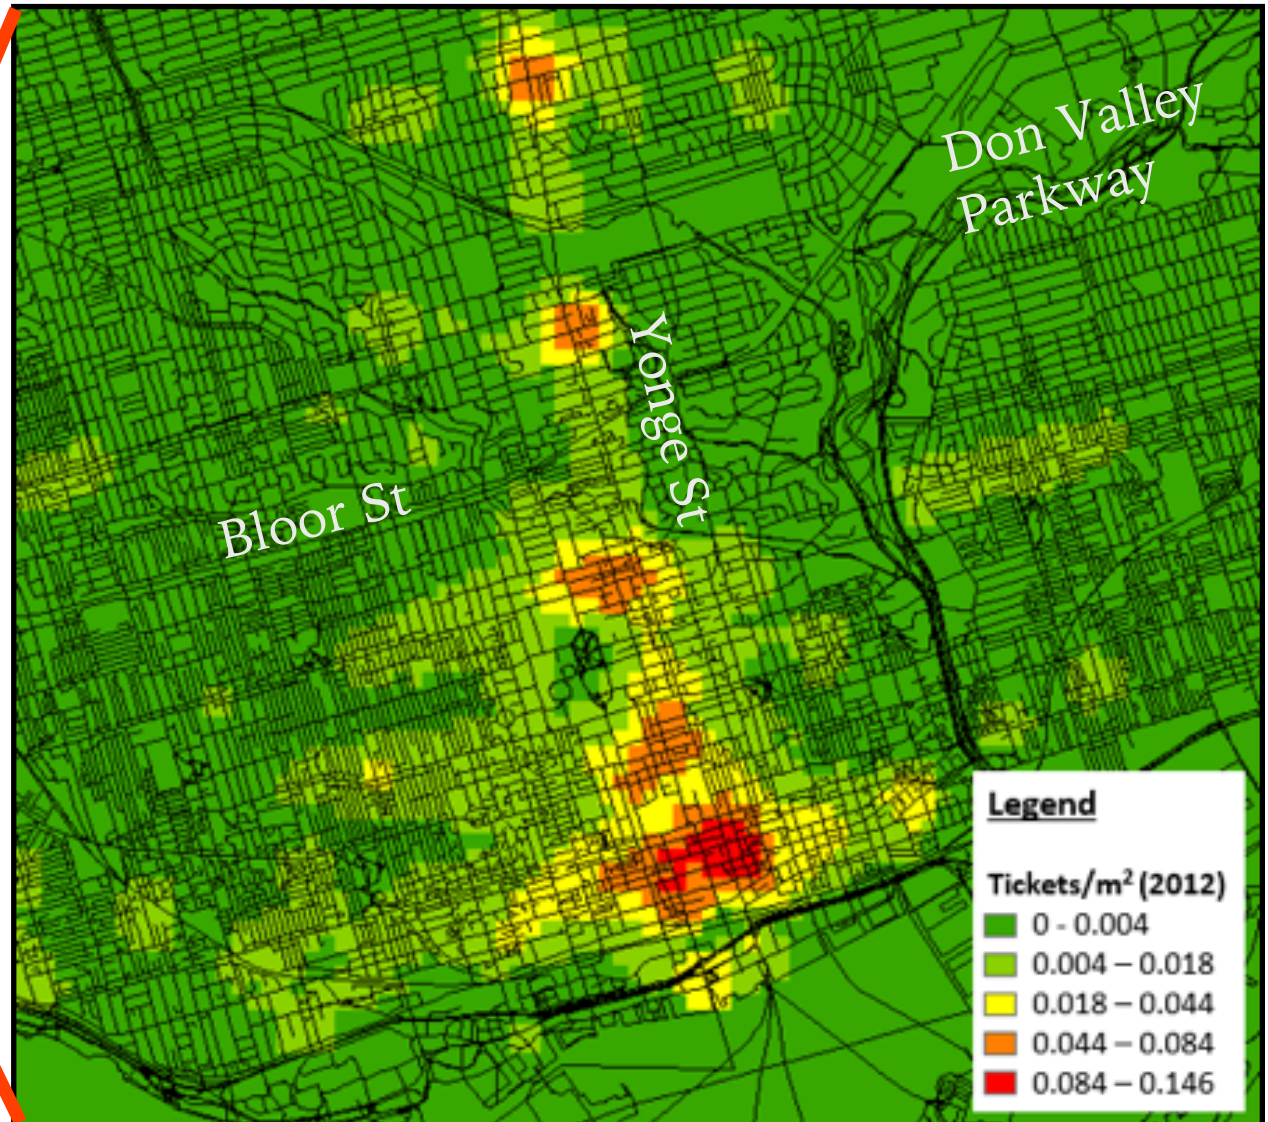 Don Valley
Parkway
Yonge St
Bloor St
Legend
Tickets/m² (2012)
0 - 0.004
0.004 – 0.018
0.018 – 0.044
0.044 – 0.084
0.084 – 0.146